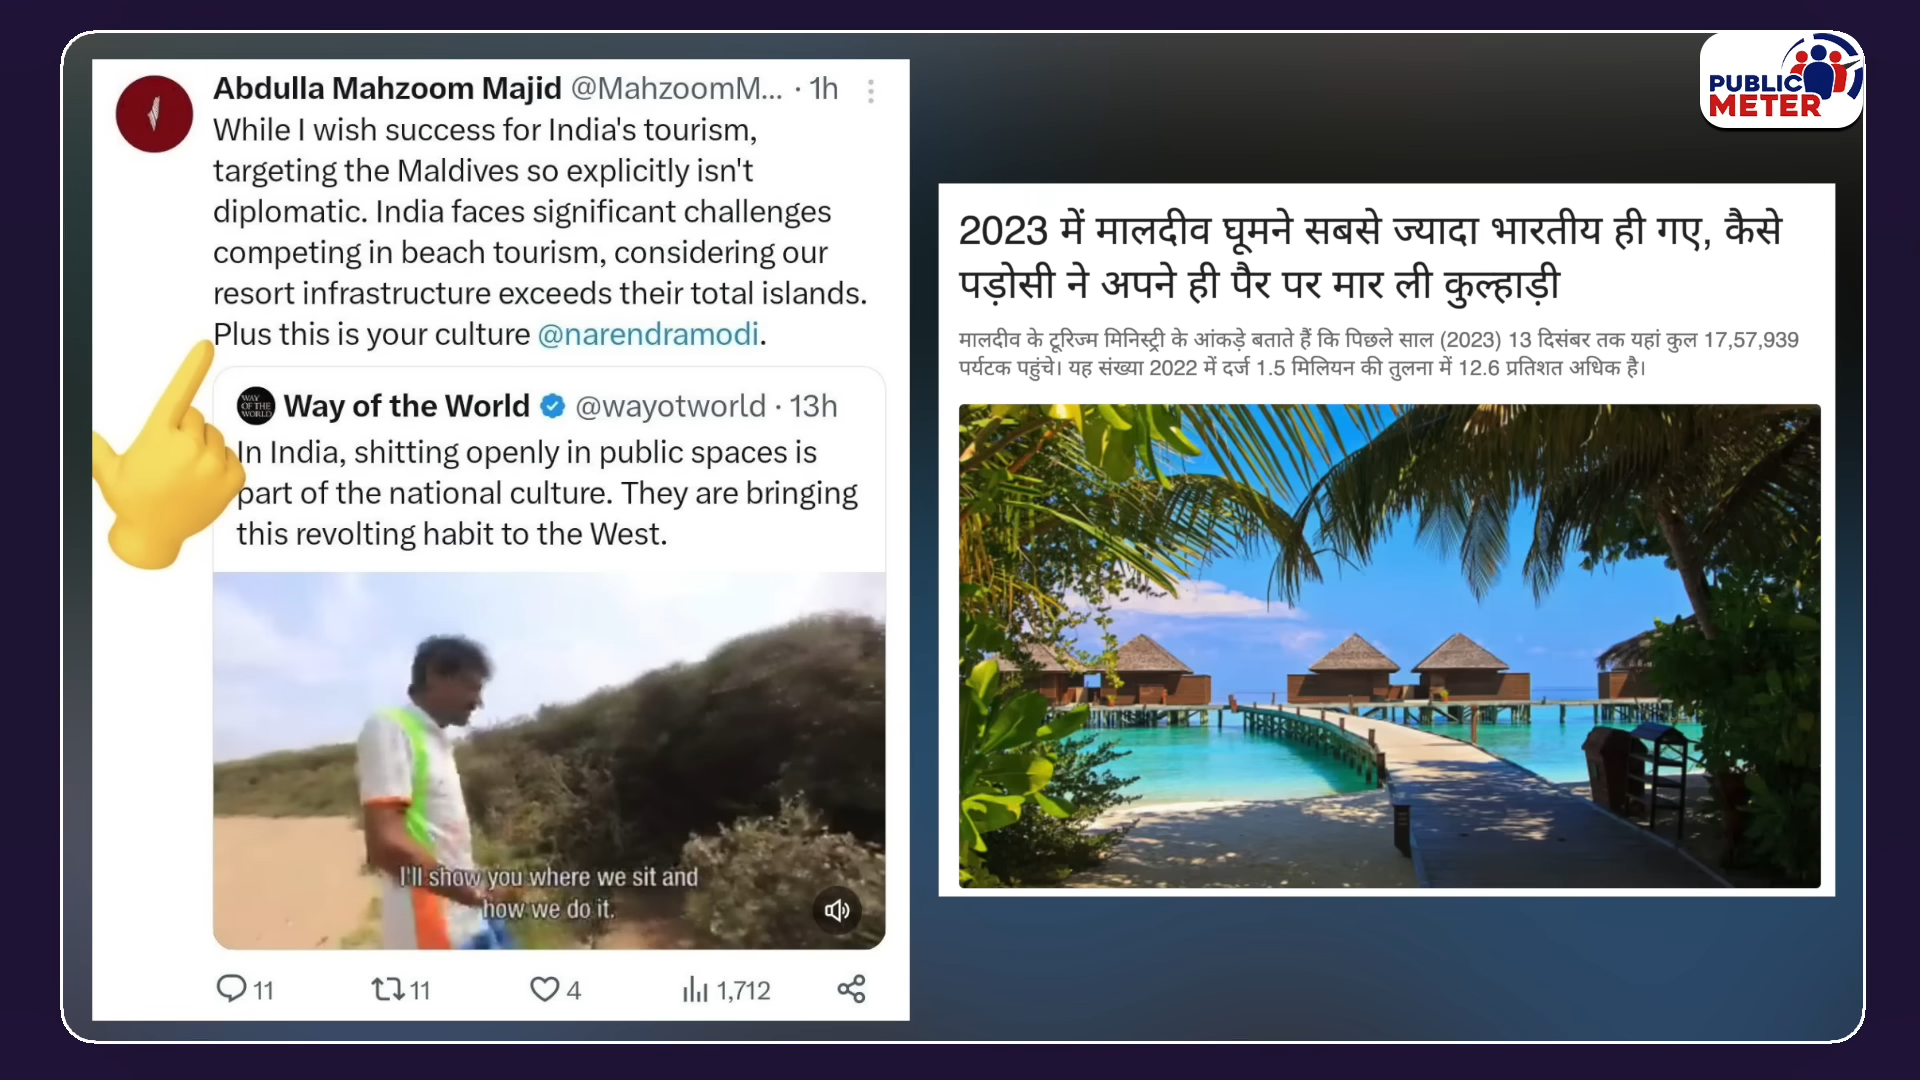 Abdulla Mahzoom Majid @MahzoomM... · 1h
While I wish success for India's tourism,
targeting the Maldives so explicitly isn't
diplomatic. India faces significant challenges
competing in beach tourism, considering our
resort infrastructure exceeds their total islands.
Plus this is your culture @narendramodi.
WAY
OF THE
WORLD
Way of the World @wayotworld · 13h
In India, shitting openly in public spaces is
part of the national culture. They are bringing
this revolting habit to the West.
I'll show you where we sit and
how we do it.
11 11 4 1,712
PUBLIC
METER
2023 में मालदीव घूमने सबसे ज्यादा भारतीय ही गए, कैसे
पड़ोसी ने अपने ही पैर पर मार ली कुल्हाड़ी
मालदीव के टूरिज्म मिनिस्ट्री के आंकड़े बताते हैं कि पिछले साल (2023) 13 दिसंबर तक यहां कुल 17,57,939
पर्यटक पहुंचे। यह संख्या 2022 में दर्ज 1.5 मिलियन की तुलना में 12.6 प्रतिशत अधिक है।